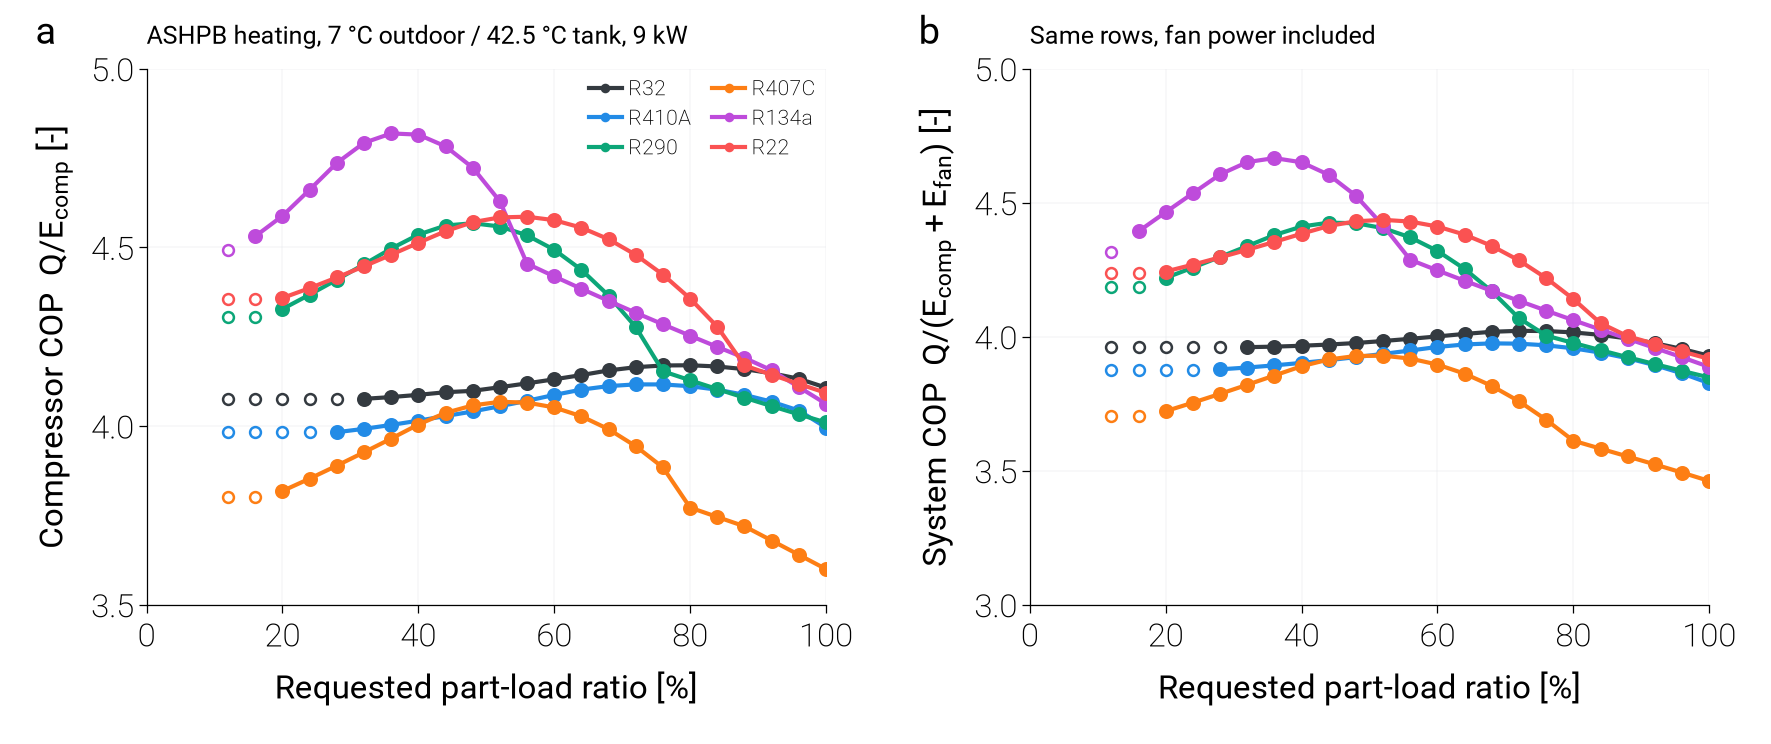 a
ASHPB heating, 7 °C outdoor / 42.5 °C tank, 9 kW
5.0
4.5
4.0
3.5
Compressor COP Q/E_comp [-]
R32
R410A
R290
R407C
R134a
R22
0 20 40 60 80 100
Requested part-load ratio [%]
b
Same rows, fan power included
5.0
4.5
4.0
3.5
3.0
System COP Q/(E_comp + E_fan) [-]
0 20 40 60 80 100
Requested part-load ratio [%]